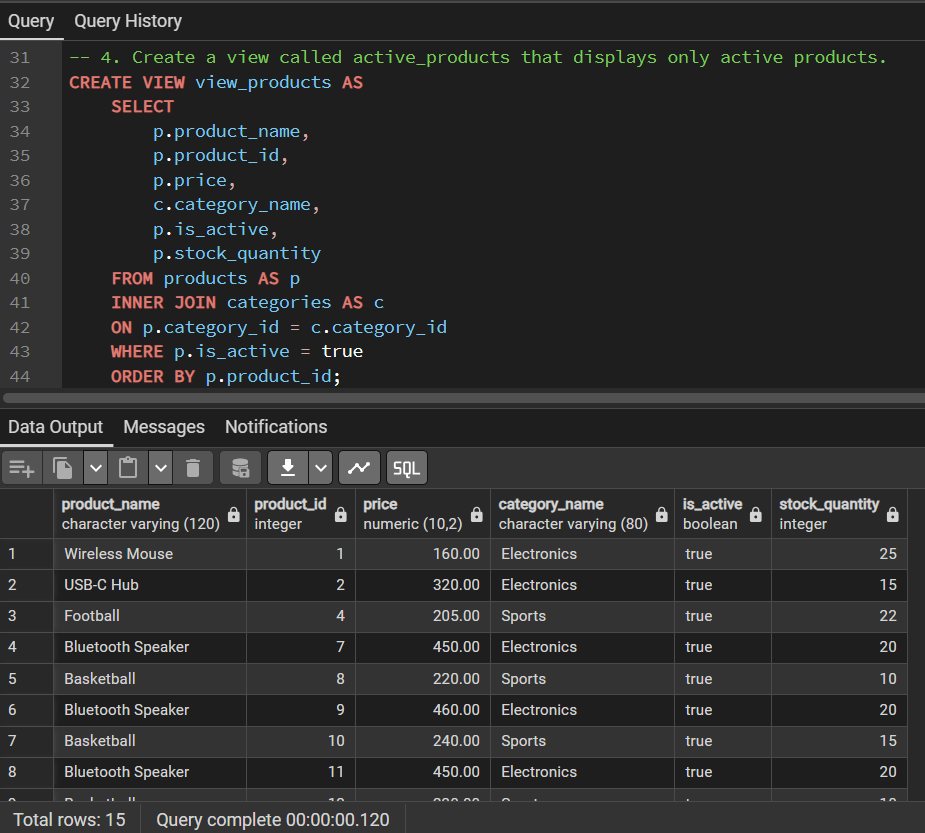 Query Query History
31 -- 4. Create a view called active_products that displays only active products.
32 CREATE VIEW view_products AS
33 SELECT
34 p.product_name,
35 p.product_id,
36 p.price,
37 c.category_name,
38 p.is_active,
39 p.stock_quantity
40 FROM products AS p
41 INNER JOIN categories AS c
42 ON p.category_id = c.category_id
43 WHERE p.is_active = true
44 ORDER BY p.product_id;
Data Output Messages Notifications
SQL
product_name product_id price category_name is_active stock_quantity
character varying (120) integer numeric (10,2) character varying (80) boolean integer
1 Wireless Mouse 1 160.00 Electronics true 25
2 USB-C Hub 2 320.00 Electronics true 15
3 Football 4 205.00 Sports true 22
4 Bluetooth Speaker 7 450.00 Electronics true 20
5 Basketball 8 220.00 Sports true 10
6 Bluetooth Speaker 9 460.00 Electronics true 20
7 Basketball 10 240.00 Sports true 15
8 Bluetooth Speaker 11 450.00 Electronics true 20
Total rows: 15 Query complete 00:00:00.120